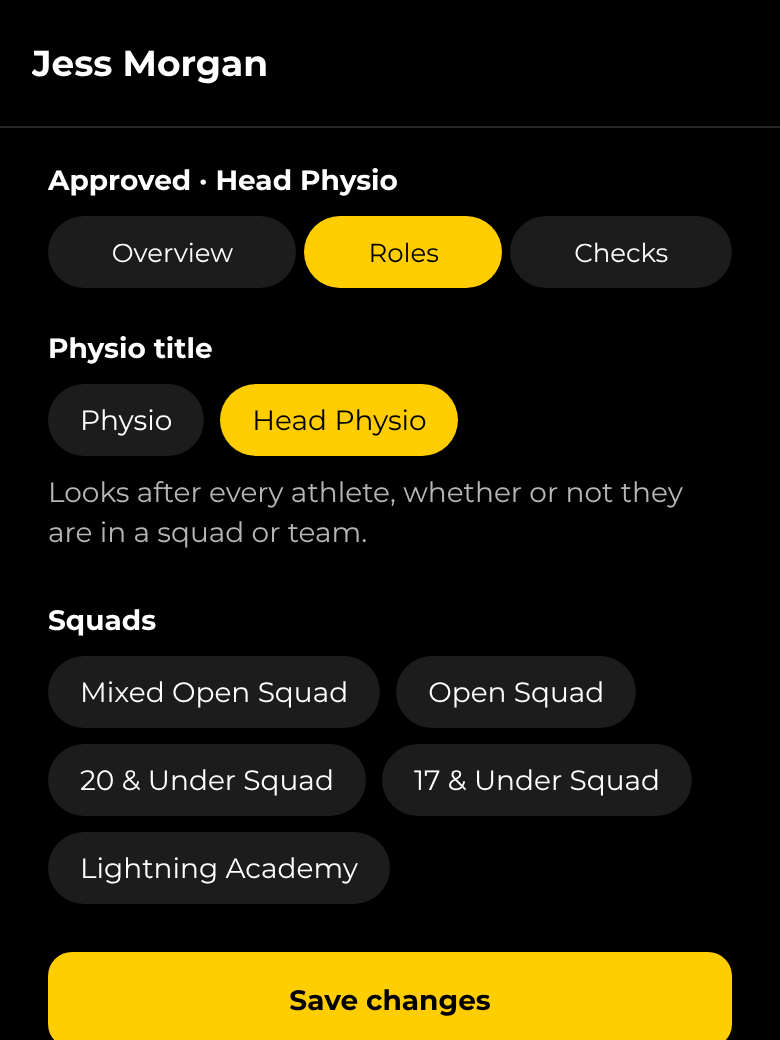 Jess Morgan
Approved · Head Physio
Overview
Roles
Checks
Physio title
Physio
Head Physio
Looks after every athlete, whether or not they
are in a squad or team.
Squads
Mixed Open Squad
Open Squad
20 & Under Squad
17 & Under Squad
Lightning Academy
Save changes